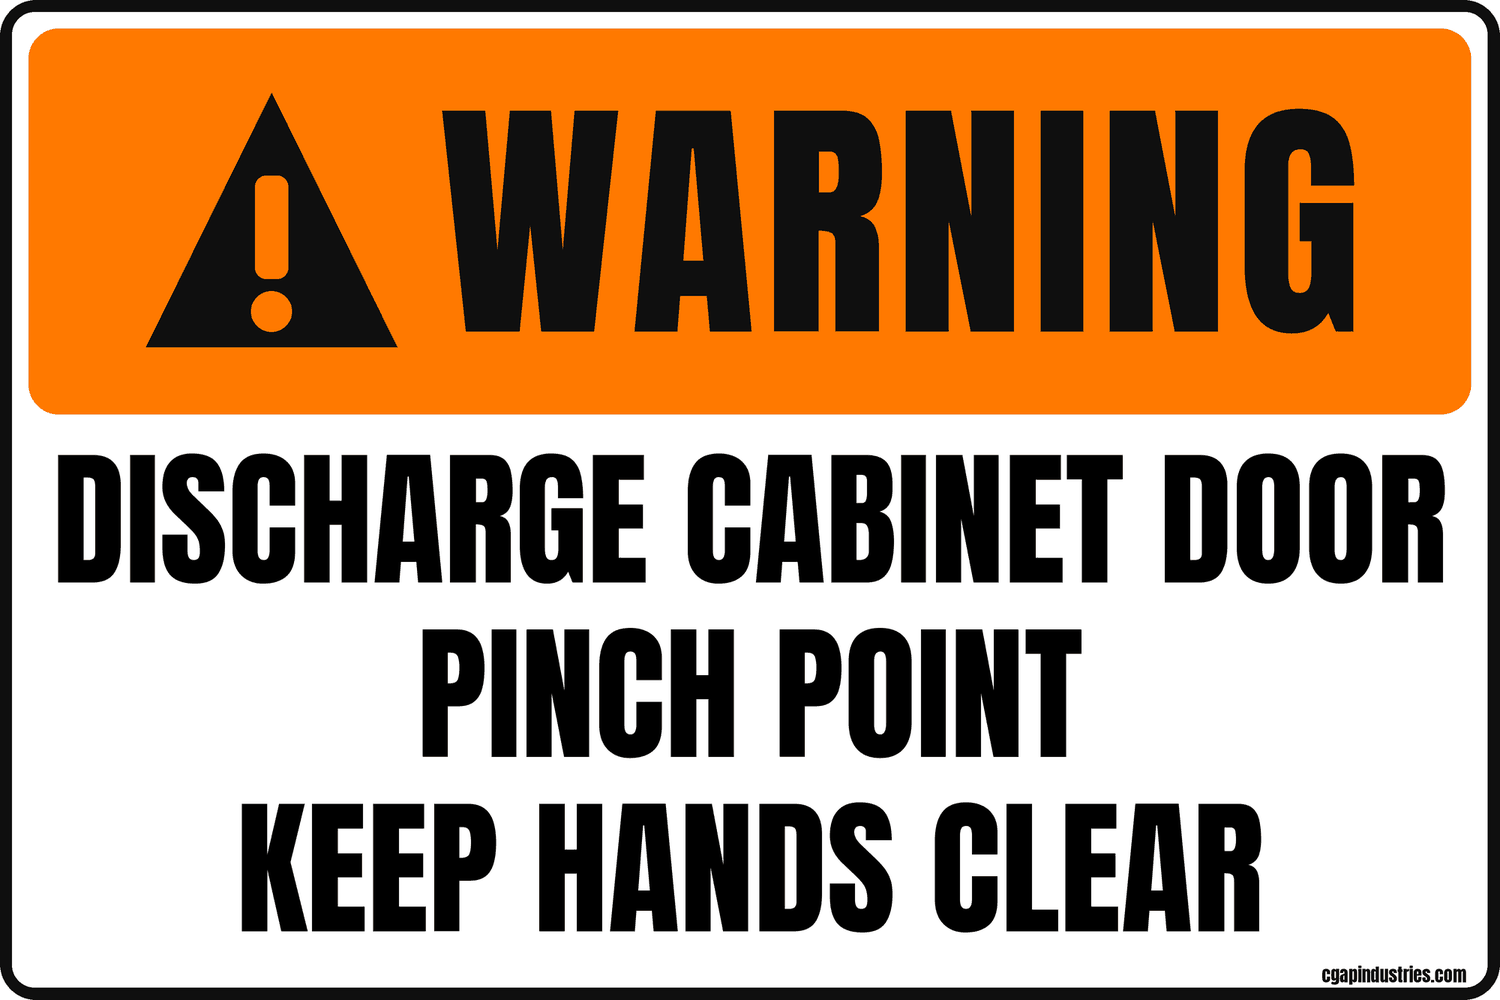 WARNING
DISCHARGE CABINET DOOR
PINCH POINT
KEEP HANDS CLEAR
cgapindustries.com